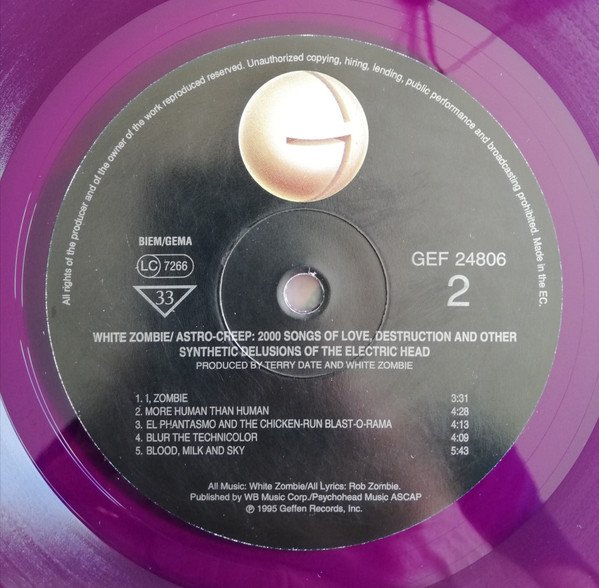 All rights of the producer and of the owner of the work reproduced reserved. Unauthorized copying, hiring, lending, public performance and broadcasting prohibited. Made in the EC.
BIEM/GEMA
LC 7266
33
GEF 24806
2
WHITE ZOMBIE/ ASTRO-CREEP: 2000 SONGS OF LOVE, DESTRUCTION AND OTHER
SYNTHETIC DELUSIONS OF THE ELECTRIC HEAD
PRODUCED BY TERRY DATE AND WHITE ZOMBIE
1. I, ZOMBIE 3:31
2. MORE HUMAN THAN HUMAN 4:28
3. EL PHANTASMO AND THE CHICKEN-RUN BLAST-O-RAMA 4:13
4. BLUR THE TECHNICOLOR 4:09
5. BLOOD, MILK AND SKY 5:43
All Music: White Zombie/All Lyrics: Rob Zombie.
Published by WB Music Corp./Psychohead Music ASCAP
℗ 1995 Geffen Records, Inc.